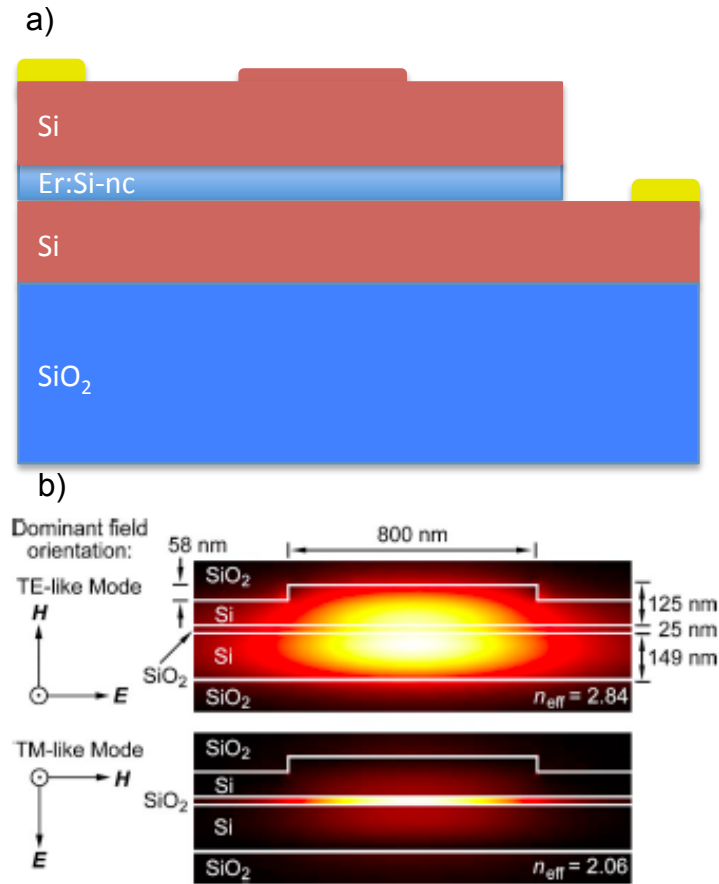 a)
Si
Er:Si-nc
Si
SiO₂
b)
Dominant field
orientation:
58 nm
800 nm
TE-like Mode
H
E
SiO₂
Si
SiO₂
Si
SiO₂
125 nm
25 nm
149 nm
n_eff = 2.84
TM-like Mode
H
E
SiO₂
Si
SiO₂
Si
SiO₂
n_eff = 2.06